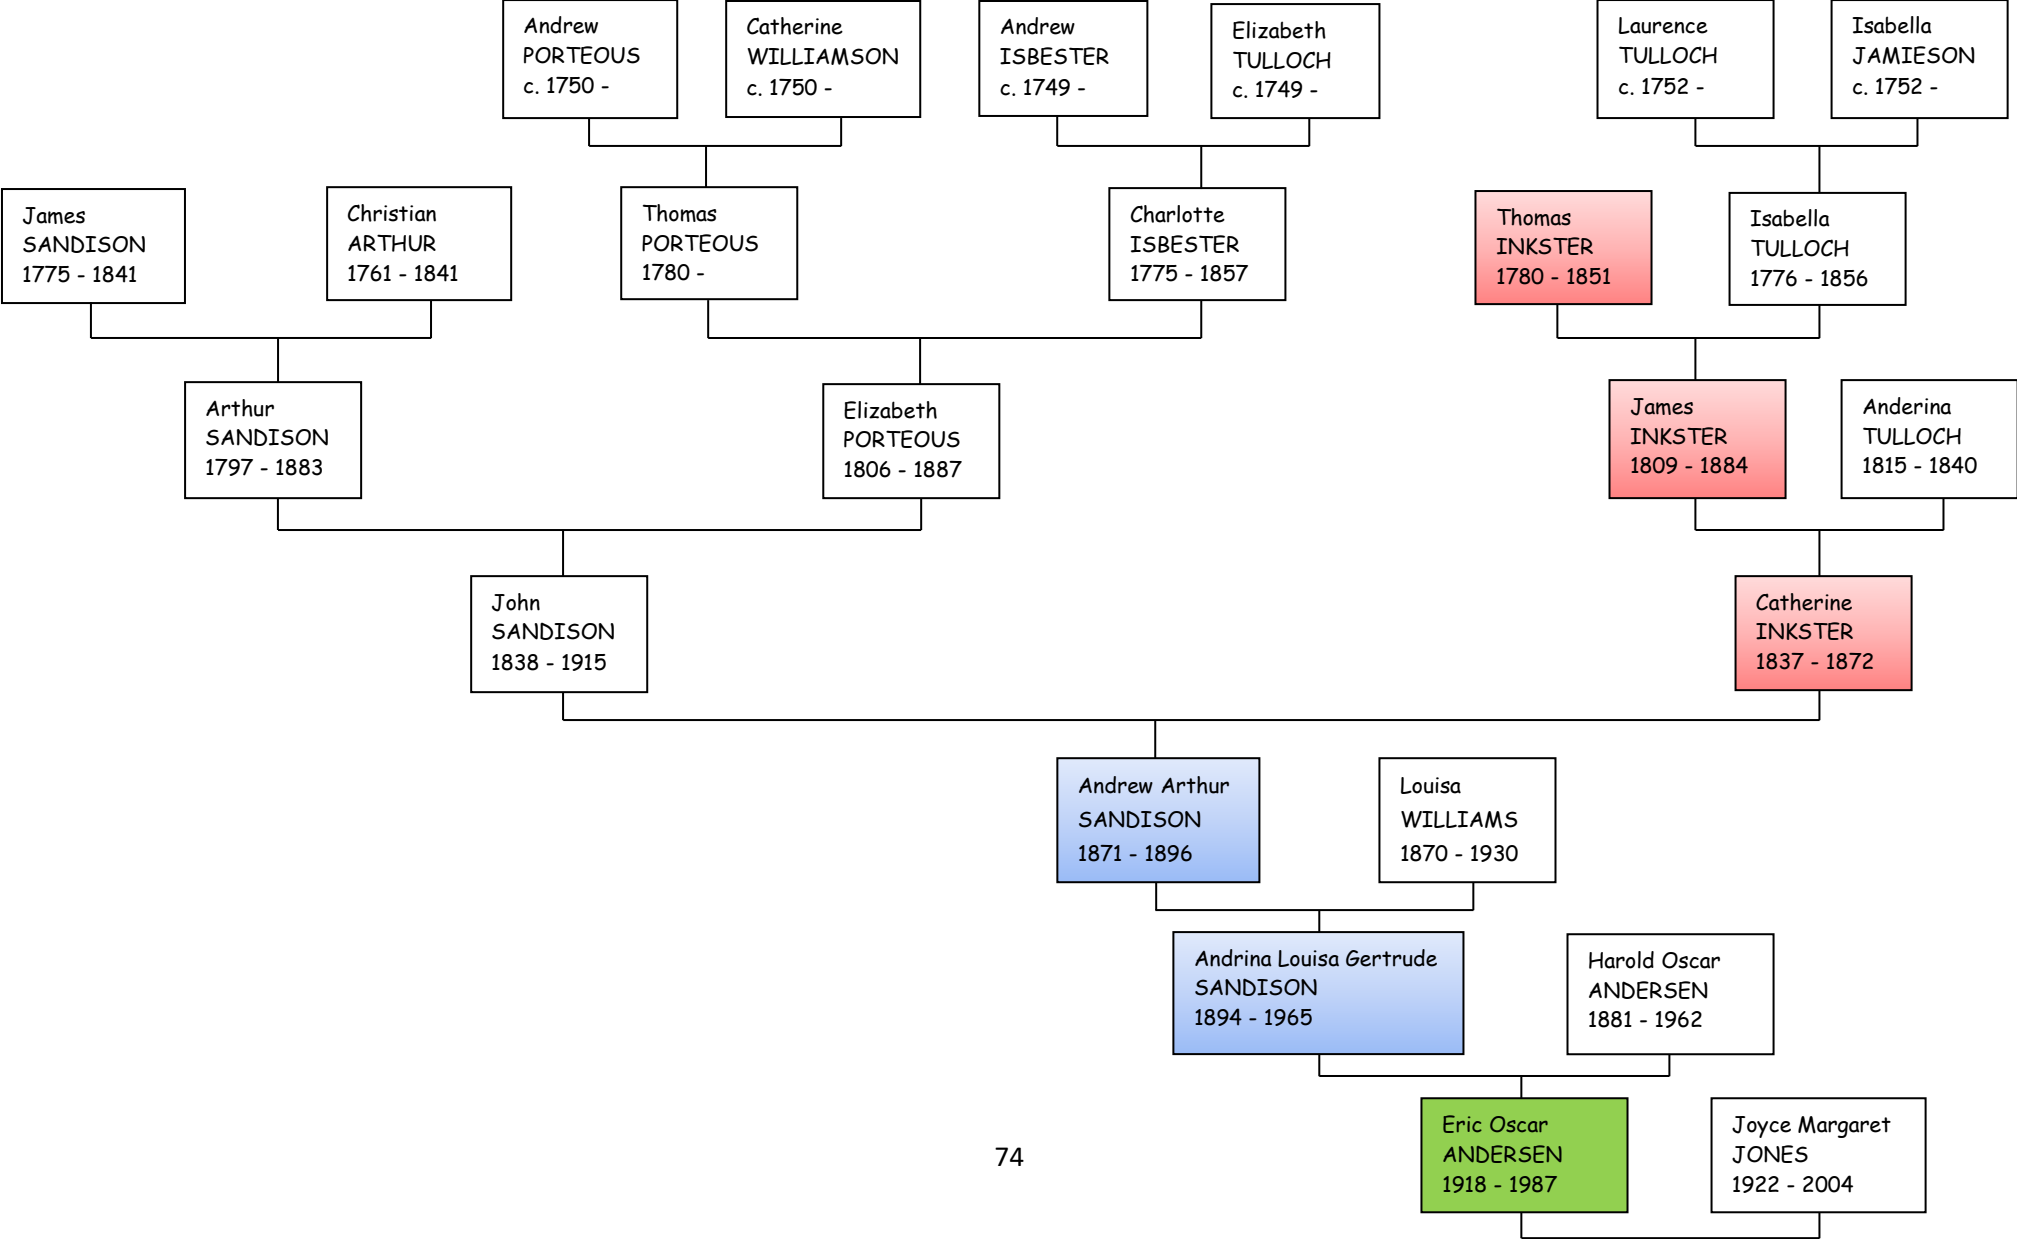 Andrew
PORTEOUS
c. 1750 -
Catherine
WILLIAMSON
c. 1750 -
Andrew
ISBESTER
c. 1749 -
Elizabeth
TULLOCH
c. 1749 -
Laurence
TULLOCH
c. 1752 -
Isabella
JAMIESON
c. 1752 -
James
SANDISON
1775 - 1841
Christian
ARTHUR
1761 - 1841
Thomas
PORTEOUS
1780 -
Charlotte
ISBESTER
1775 - 1857
Thomas
INKSTER
1780 - 1851
Isabella
TULLOCH
1776 - 1856
Arthur
SANDISON
1797 - 1883
Elizabeth
PORTEOUS
1806 - 1887
James
INKSTER
1809 - 1884
Anderina
TULLOCH
1815 - 1840
John
SANDISON
1838 - 1915
Catherine
INKSTER
1837 - 1872
Andrew Arthur
SANDISON
1871 - 1896
Louisa
WILLIAMS
1870 - 1930
Andrina Louisa Gertrude
SANDISON
1894 - 1965
Harold Oscar
ANDERSEN
1881 - 1962
Eric Oscar
ANDERSEN
1918 - 1987
Joyce Margaret
JONES
1922 - 2004
74